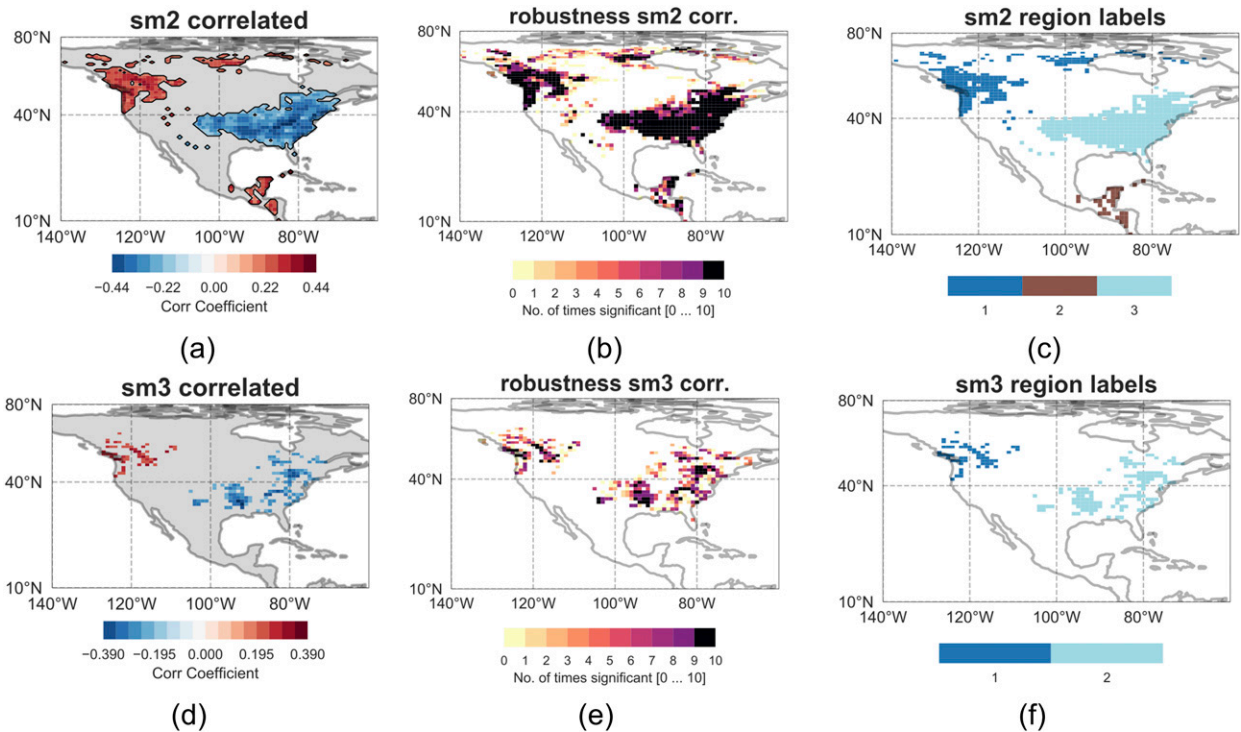 sm2 correlated
80°N
40°N
10°N
140°W 120°W 100°W 80°W
−0.44 −0.22 0.00 0.22 0.44
Corr Coefficient
(a)
robustness sm2 corr.
80°N
40°N
10°N
140°W 120°W 100°W 80°W
0 1 2 3 4 5 6 7 8 9 10
No. of times significant [0 ... 10]
(b)
sm2 region labels
80°N
40°N
10°N
140°W 120°W 100°W 80°W
1 2 3
(c)
sm3 correlated
80°N
40°N
10°N
140°W 120°W 100°W 80°W
−0.390 −0.195 0.000 0.195 0.390
Corr Coefficient
(d)
robustness sm3 corr.
80°N
40°N
10°N
140°W 120°W 100°W 80°W
0 1 2 3 4 5 6 7 8 9 10
No. of times significant [0 ... 10]
(e)
sm3 region labels
80°N
40°N
10°N
140°W 120°W 100°W 80°W
1 2
(f)